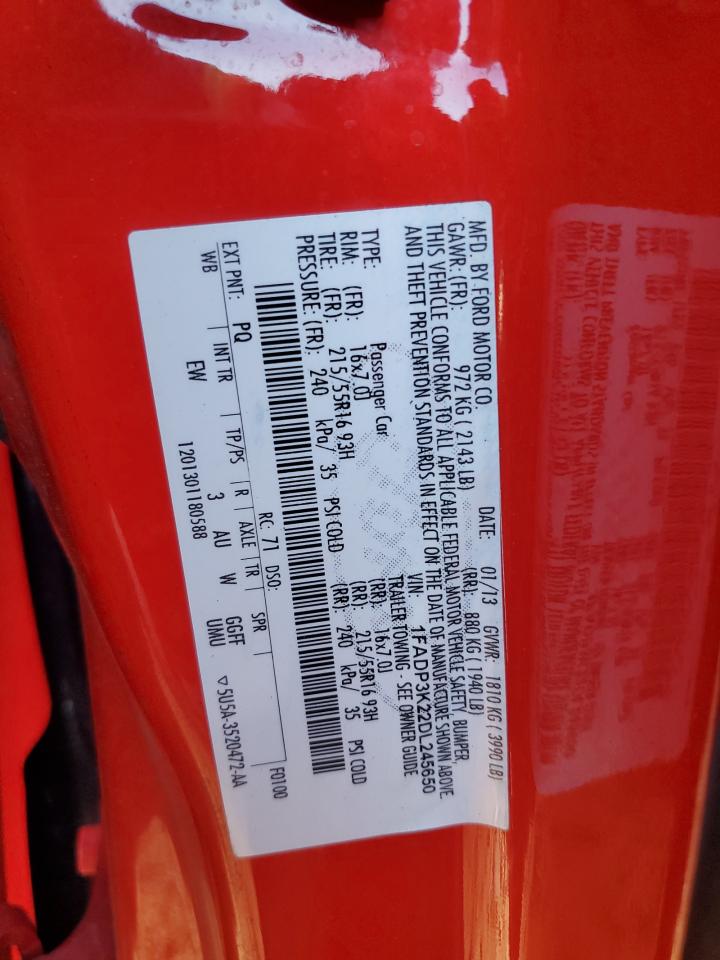 MFD. BY FORD MOTOR CO. DATE: 01/13 GVWR: 1810 KG ( 3990 LB)
GAWR: (FR): 972 KG ( 2143 LB) (RR): 880 KG ( 1940 LB)
THIS VEHICLE CONFORMS TO ALL APPLICABLE FEDERAL MOTOR VEHICLE SAFETY, BUMPER,
AND THEFT PREVENTION STANDARDS IN EFFECT ON THE DATE OF MANUFACTURE SHOWN ABOVE.
VIN: 1FADP3K22DL245650
TYPE: Passenger Car TRAILER TOWING - SEE OWNER GUIDE
RIM: (FR): 16x7.0J (RR): 16x7.0J
TIRE: (FR): 215/55R16 93H (RR): 215/55R16 93H
PRESSURE: (FR): 240 kPa/ 35 PSI COLD (RR): 240 kPa/ 35 PSI COLD
RC: 71 DSO: F0100
EXT PNT: PQ INT TR TP/PS R AXLE TR SPR
WB EW 3 AU W GGFF UMU
1201301180588 ▽5U5A-3520472-AA